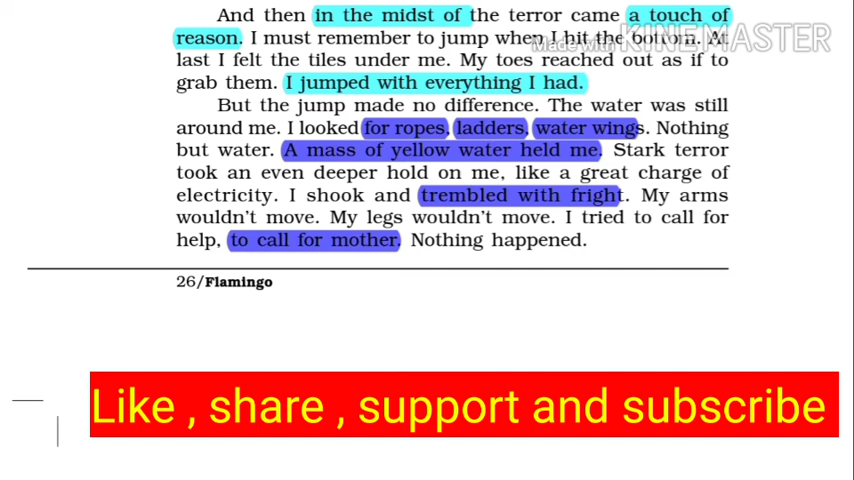 And then in the midst of the terror came a touch of
reason. I must remember to jump when I hit the bottom. At
Made with KINEMASTER
last I felt the tiles under me. My toes reached out as if to
grab them. I jumped with everything I had.
But the jump made no difference. The water was still
around me. I looked for ropes, ladders, water wings. Nothing
but water. A mass of yellow water held me. Stark terror
took an even deeper hold on me, like a great charge of
electricity. I shook and trembled with fright. My arms
wouldn't move. My legs wouldn't move. I tried to call for
help, to call for mother. Nothing happened.
26/Flamingo
Like , share , support and subscribe